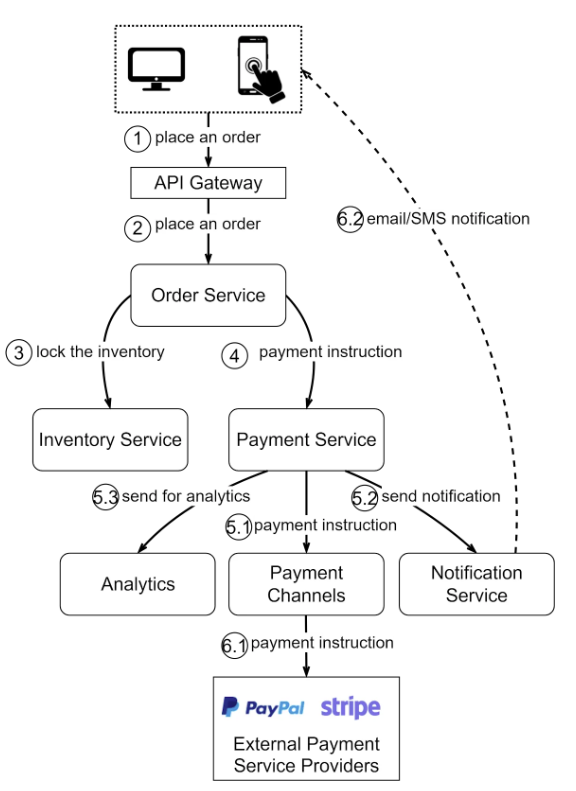 1 place an order
API Gateway
2 place an order
6.2 email/SMS notification
Order Service
3 lock the inventory
4 payment instruction
Inventory Service
Payment Service
5.3 send for analytics
5.2 send notification
5.1 payment instruction
Analytics
Payment
Channels
Notification
Service
6.1 payment instruction
PayPal
stripe
External Payment
Service Providers